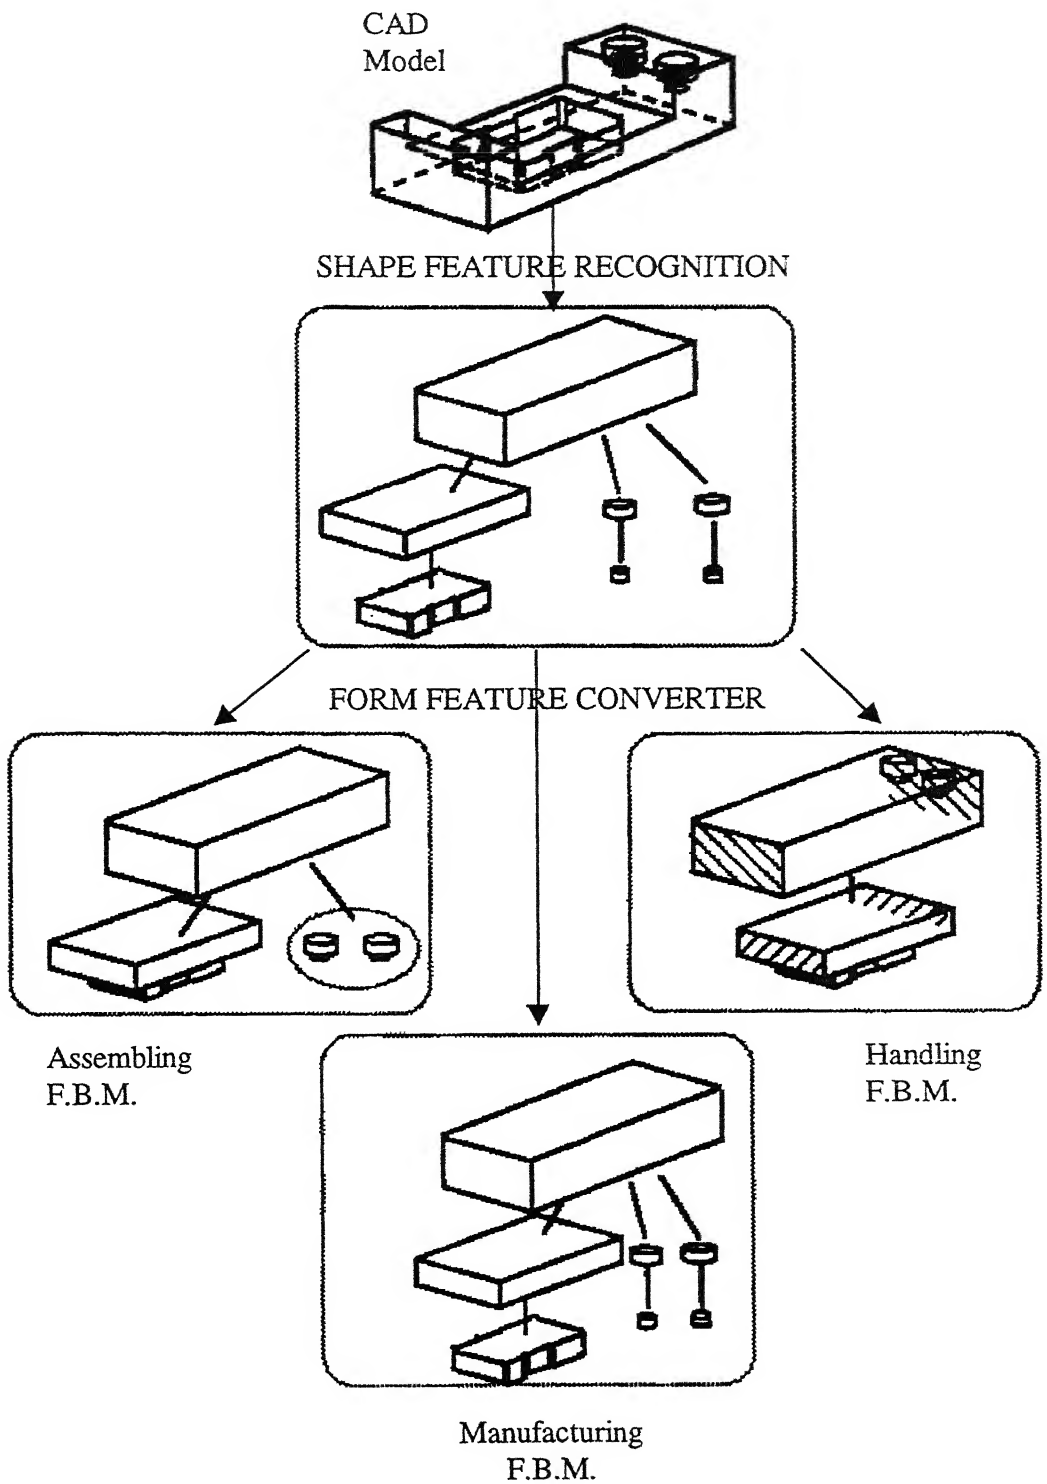 CAD
Model
SHAPE FEATURE RECOGNITION
FORM FEATURE CONVERTER
Assembling
F.B.M.
Handling
F.B.M.
Manufacturing
F.B.M.